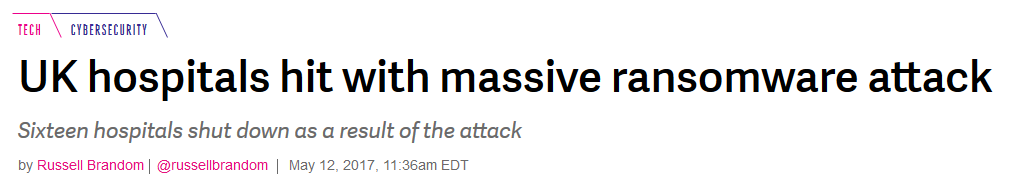 TECH CYBERSECURITY
UK hospitals hit with massive ransomware attack
Sixteen hospitals shut down as a result of the attack
by Russell Brandom | @russellbrandom | May 12, 2017, 11:36am EDT